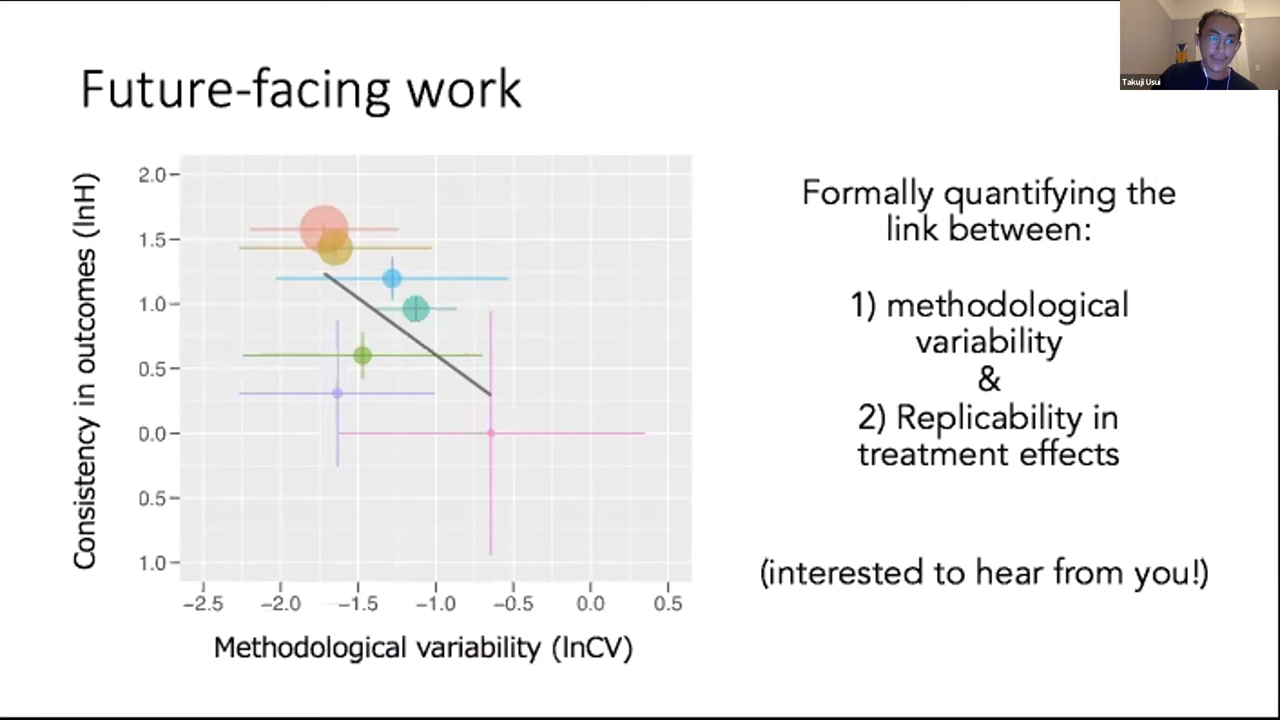 Takuji Usui
Future-facing work
Consistency in outcomes (lnH)
2.0
1.5
1.0
0.5
0.0
0.5
1.0
−2.5
−2.0
−1.5
−1.0
−0.5
0.0
0.5
Methodological variability (lnCV)
Formally quantifying the
link between:
1) methodological
variability
&
2) Replicability in
treatment effects
(interested to hear from you!)